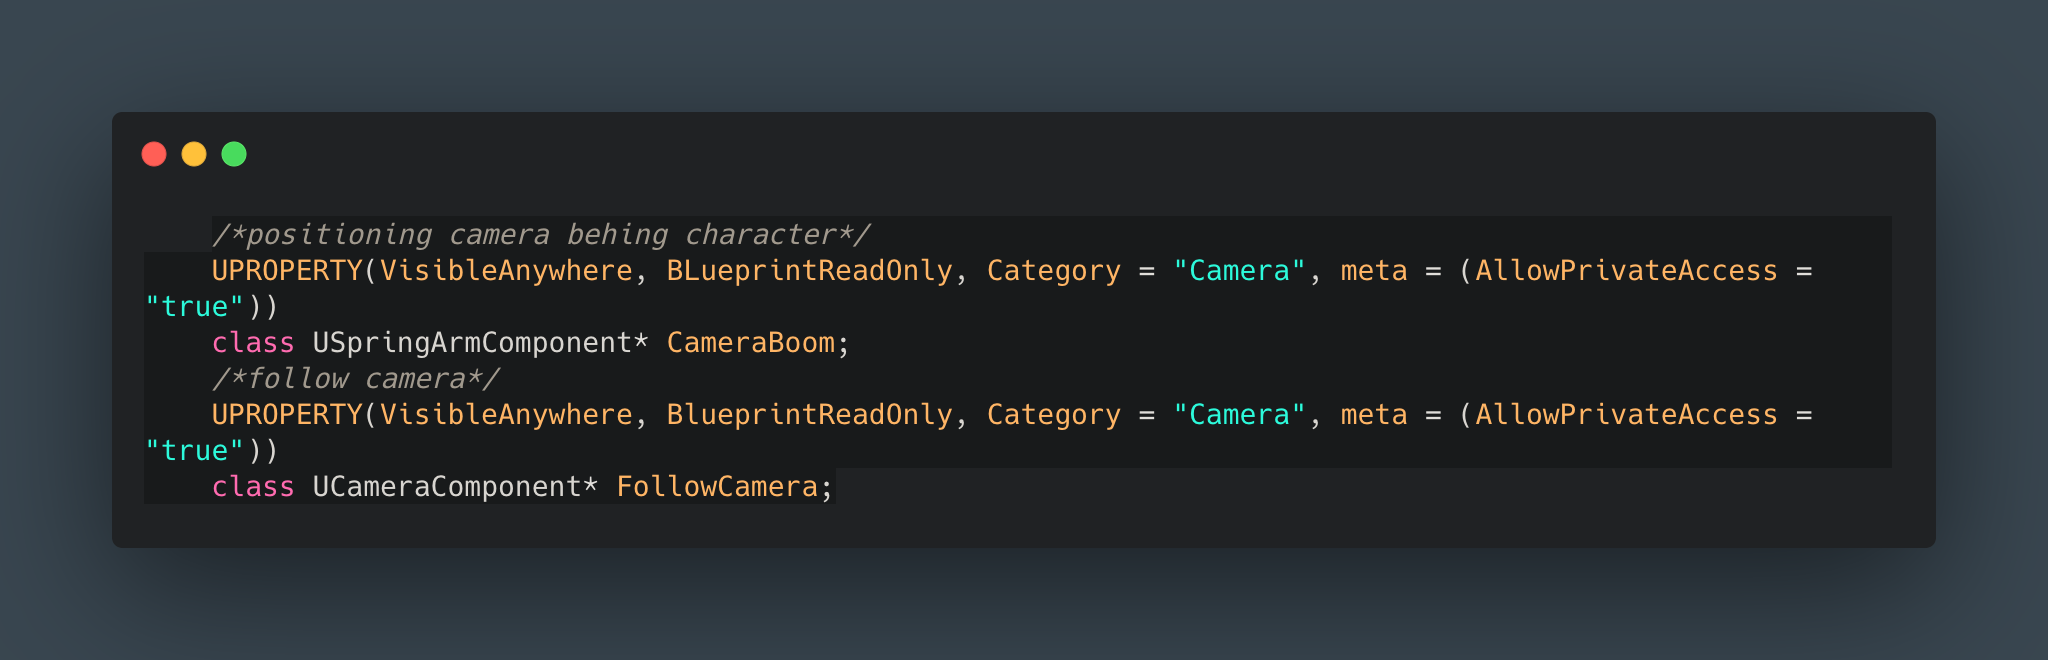 /*positioning camera behing character*/
UPROPERTY(VisibleAnywhere, BLueprintReadOnly, Category = "Camera", meta = (AllowPrivateAccess =
"true"))
class USpringArmComponent* CameraBoom;
/*follow camera*/
UPROPERTY(VisibleAnywhere, BlueprintReadOnly, Category = "Camera", meta = (AllowPrivateAccess =
"true"))
class UCameraComponent* FollowCamera;